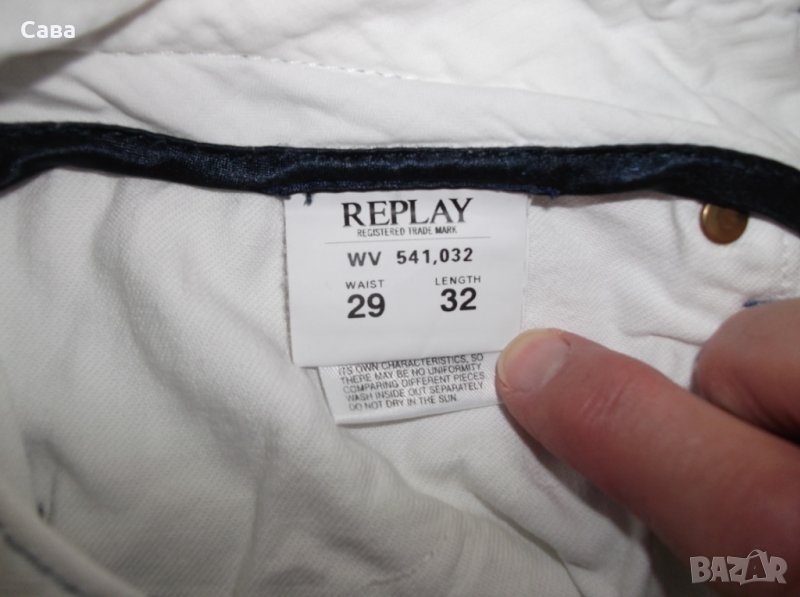 Сава
REPLAY
REGISTERED TRADE MARK
WV 541,032
WAIST LENGTH
29 32
ITS OWN CHARACTERISTICS, SO
THERE MAY BE NO UNIFORMITY
COMPARING DIFFERENT PIECES.
WASH INSIDE OUT SEPARATELY
DO NOT DRY IN THE SUN.
BAZAR